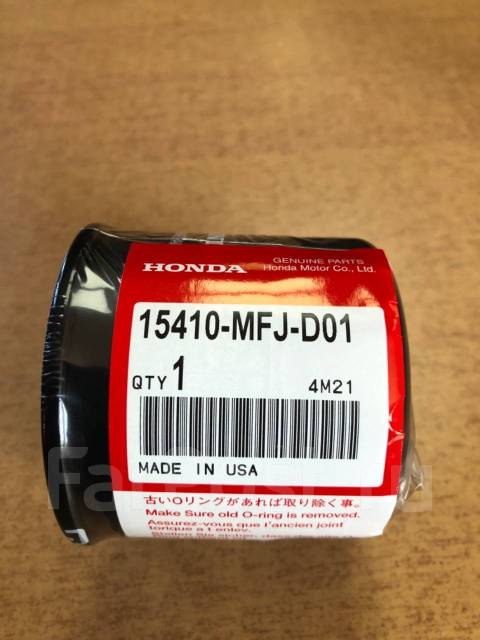 HONDA
GENUINE PARTS
Honda Motor Co., Ltd.
15410-MFJ-D01
QTY 1
4M21
MADE IN USA
古いOリングがあれば取り除く事。
Make Sure old O-ring is removed.
Assurez-vous que l'ancien joint
torique a t enlev.